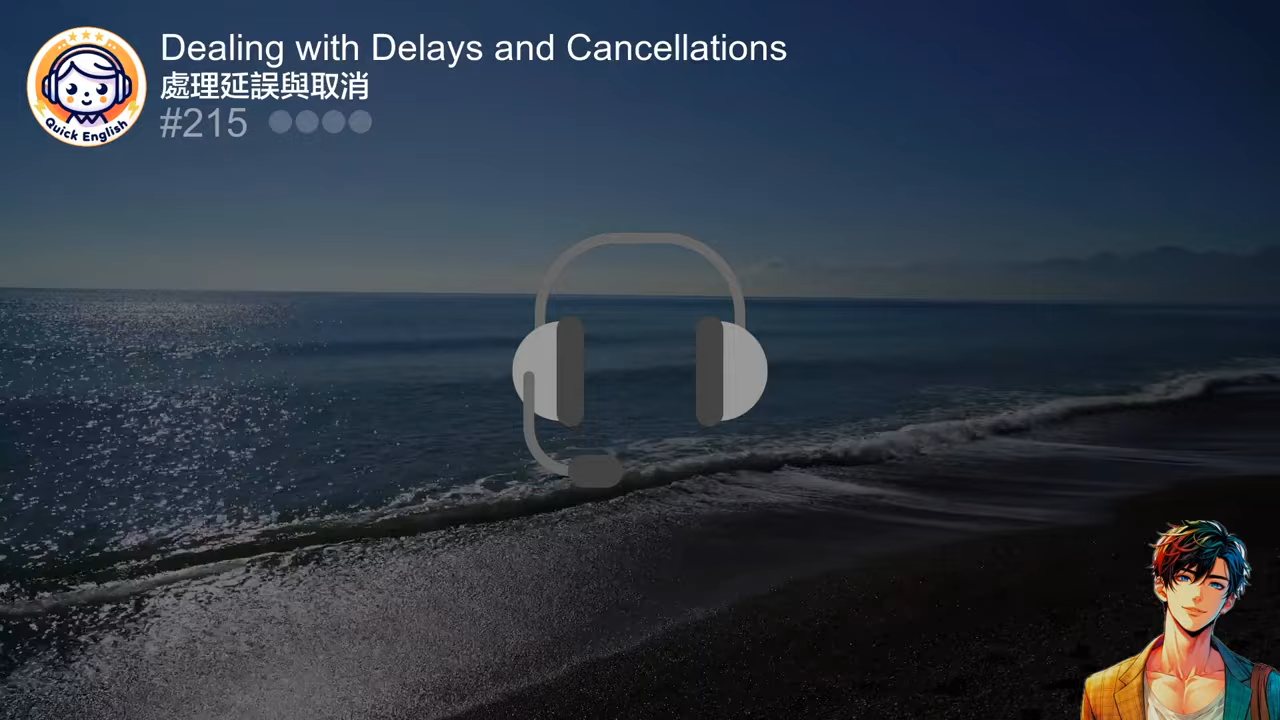 Dealing with Delays and Cancellations
處理延誤與取消
#215
Quick English